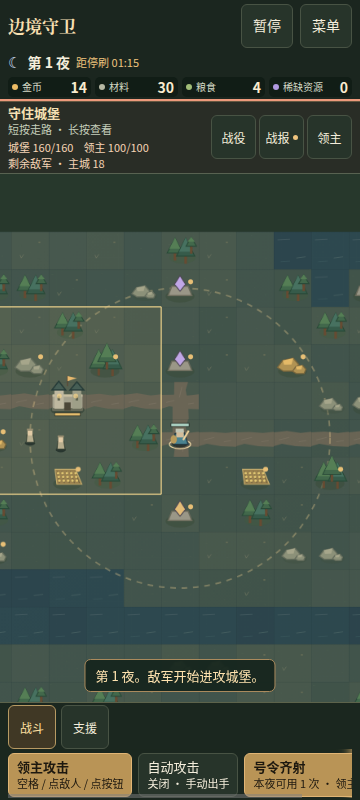 边境守卫
暂停
菜单
☾ 第 1 夜 距停刷 01:15
金币 14
材料 30
粮食 4
稀缺资源 0
守住城堡
短按走路 · 长按查看
城堡 160/160 领主 100/100
剩余敌军 · 主城 18
战役
战报
领主
第 1 夜。敌军开始进攻城堡。
战斗
支援
领主攻击
空格 / 点敌人 / 点按钮
自动攻击
关闭 · 手动出手
号令齐射
本夜可用 1 次 · 领